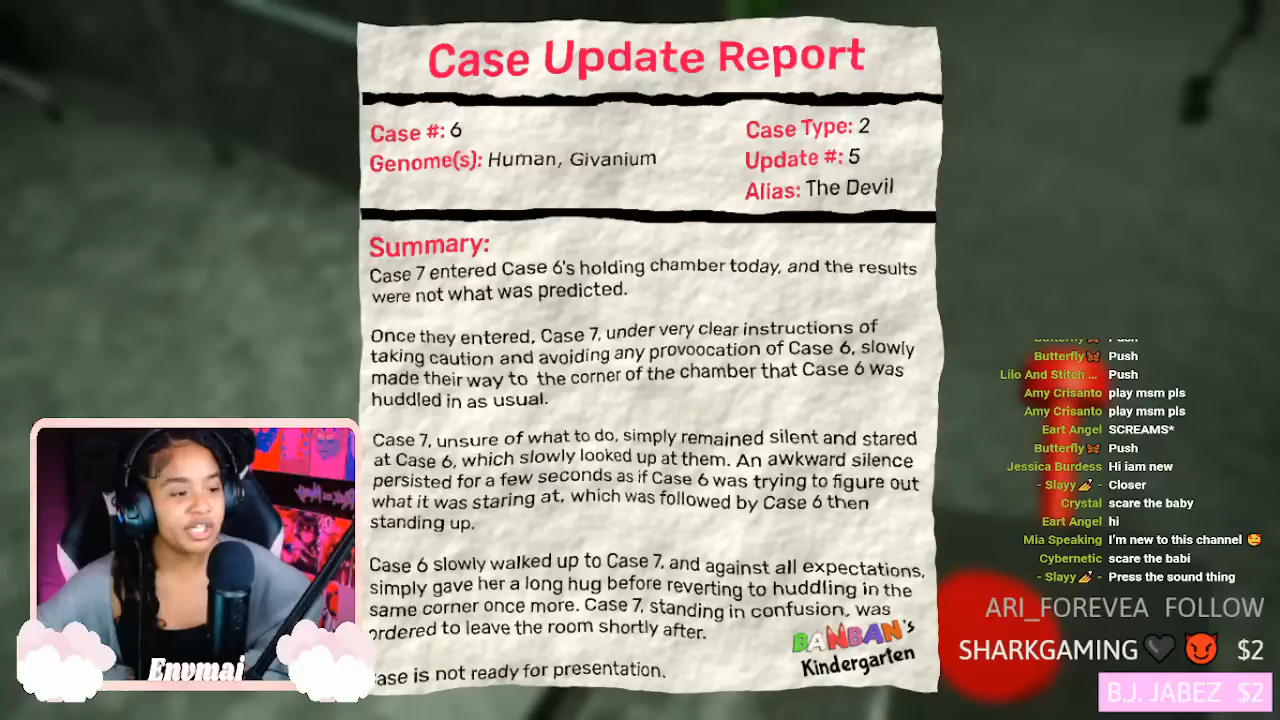 Case Update Report
Case #: 6
Genome(s): Human, Givanium
Case Type: 2
Update #: 5
Alias: The Devil
Summary:
Case 7 entered Case 6's holding chamber today, and the results
were not what was predicted.
Once they entered, Case 7, under very clear instructions of
taking caution and avoiding any provoocation of Case 6, slowly
made their way to the corner of the chamber that Case 6 was
huddled in as usual.
Case 7, unsure of what to do, simply remained silent and stared
at Case 6, which slowly looked up at them. An awkward silence
persisted for a few seconds as if Case 6 was trying to figure out
what it was staring at, which was followed by Case 6 then
standing up.
Case 6 slowly walked up to Case 7, and against all expectations,
simply gave her a long hug before reverting to huddling in the
same corner once more. Case 7, standing in confusion, was
ordered to leave the room shortly after.
ase is not ready for presentation.
BANBAN's
Kindergarten
Envmai
Butterfly Push
Butterfly Push
Lilo And Stitch ... Push
Amy Crisanto play msm pls
Amy Crisanto play msm pls
Eart Angel SCREAMS*
Butterfly Push
Jessica Burdess Hi iam new
- Slayy - Closer
Crystal scare the baby
Eart Angel hi
Mia Speaking I'm new to this channel 🥰
Cybernetic scare the babi
- Slayy - Press the sound thing
ARI_FOREVEA FOLLOW
SHARKGAMING 🖤 😈 $2
B.J. JABEZ $2